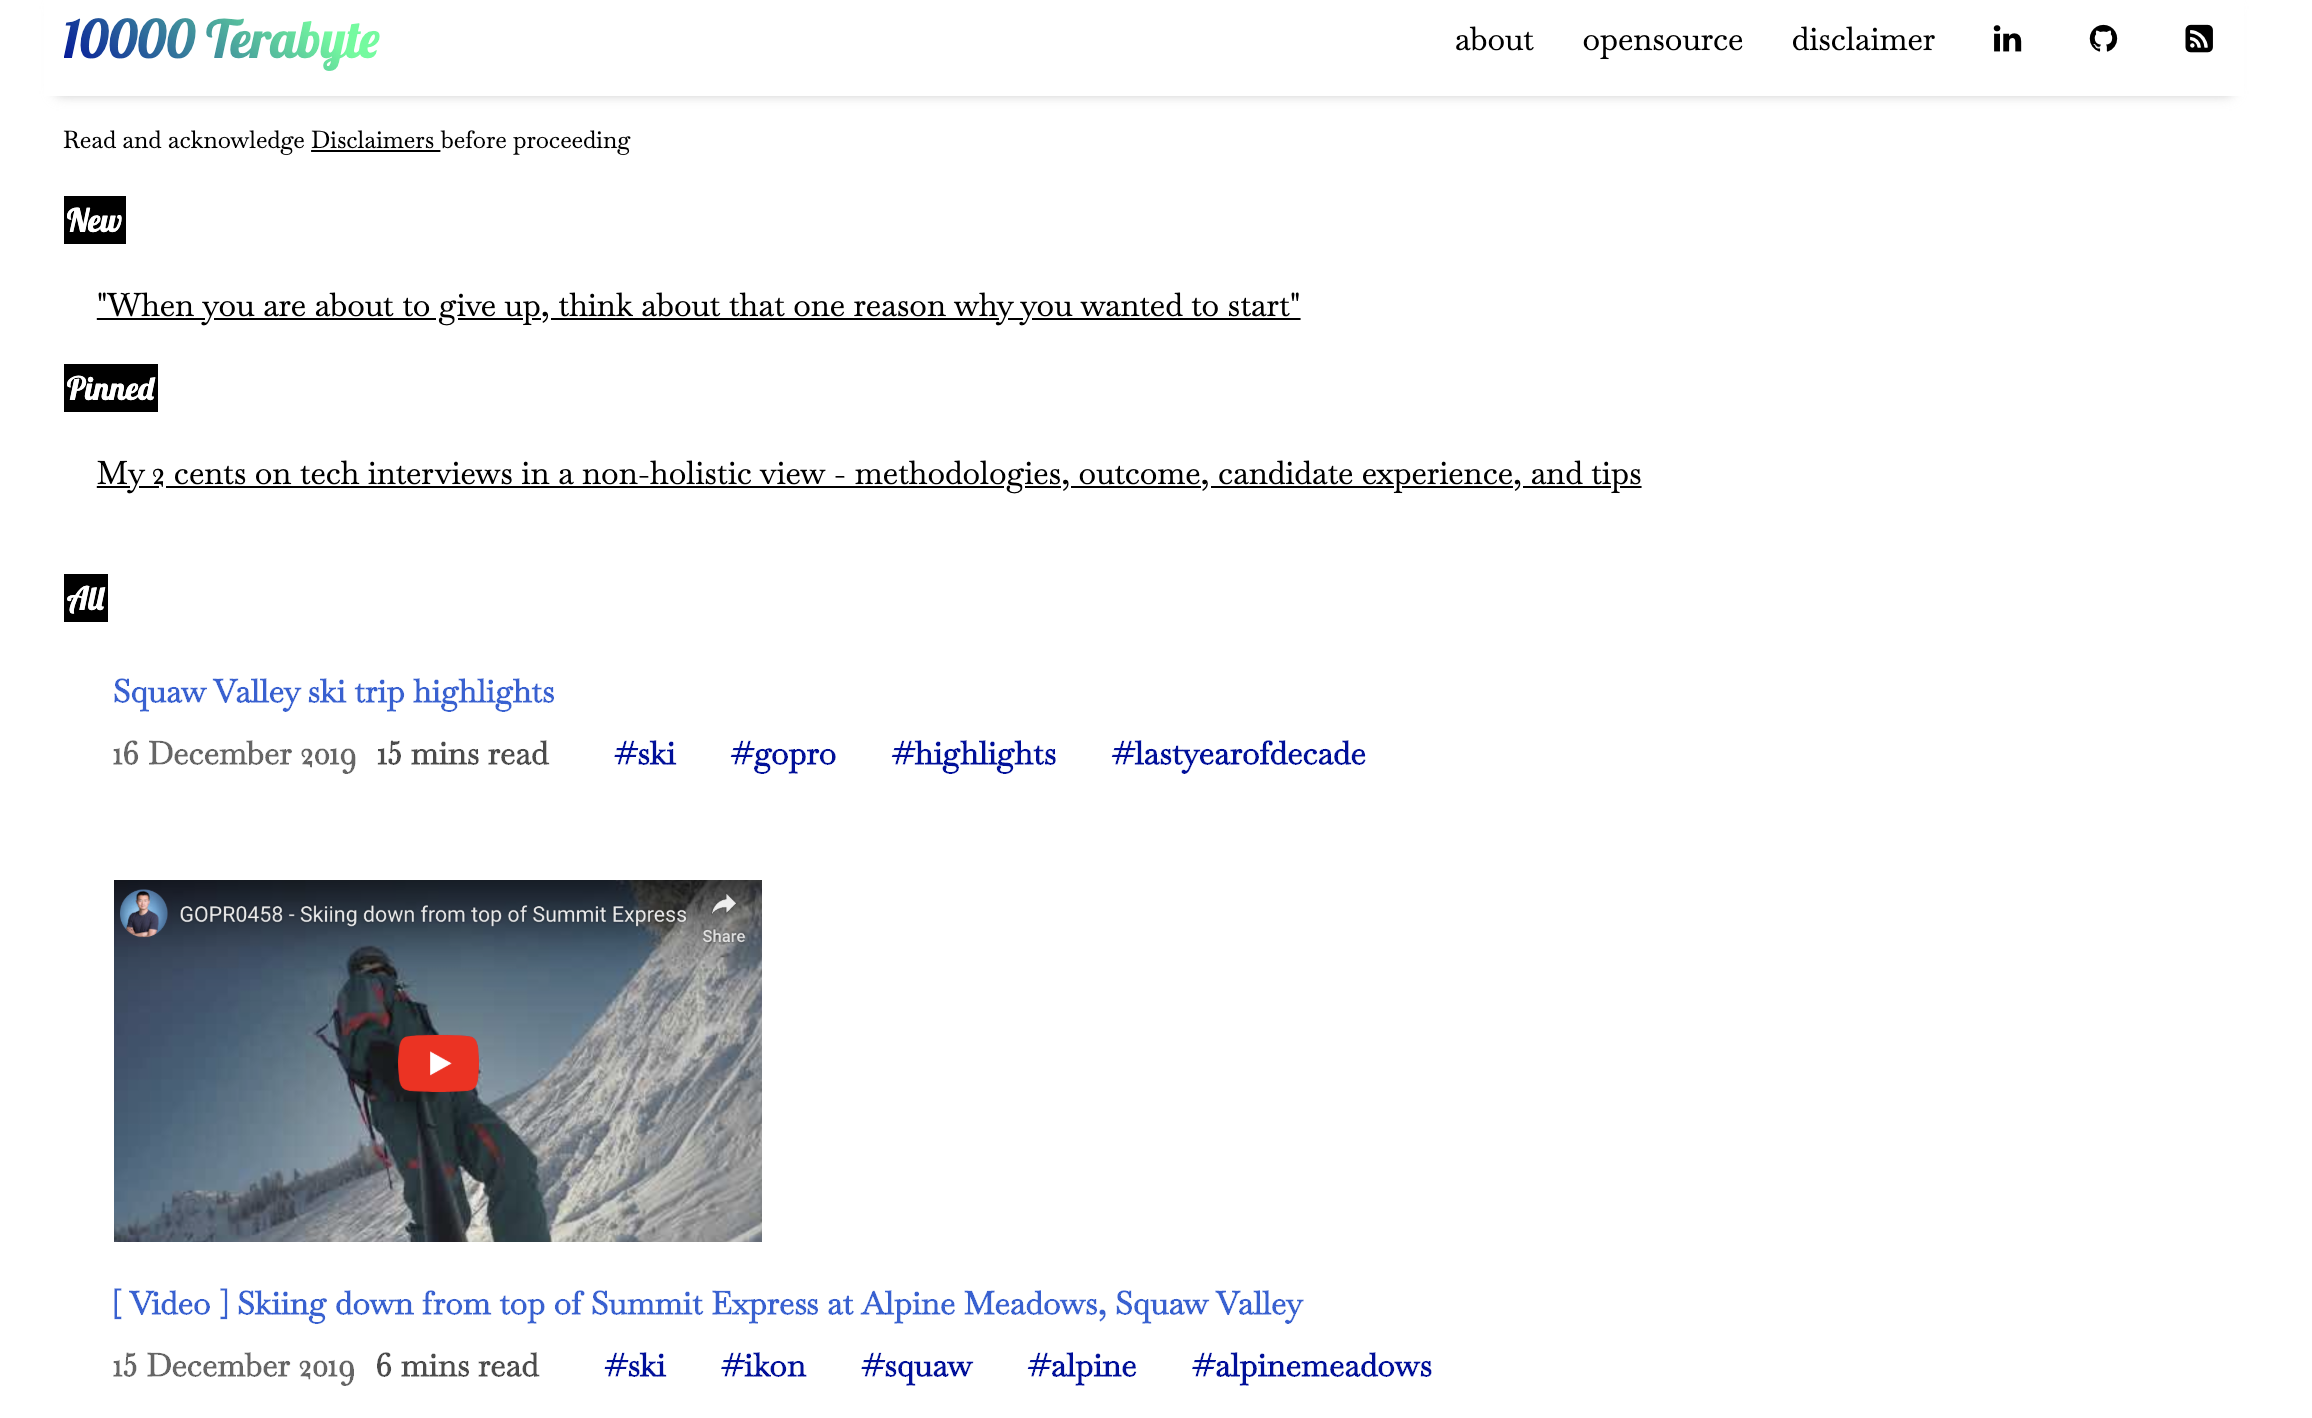 10000 Terabyte
about opensource disclaimer in
Read and acknowledge Disclaimers before proceeding
New
"When you are about to give up, think about that one reason why you wanted to start"
Pinned
My 2 cents on tech interviews in a non-holistic view - methodologies, outcome, candidate experience, and tips
All
Squaw Valley ski trip highlights
16 December 2019 15 mins read #ski #gopro #highlights #lastyearofdecade
GOPR0458 - Skiing down from top of Summit Express
Share
[ Video ] Skiing down from top of Summit Express at Alpine Meadows, Squaw Valley
15 December 2019 6 mins read #ski #ikon #squaw #alpine #alpinemeadows